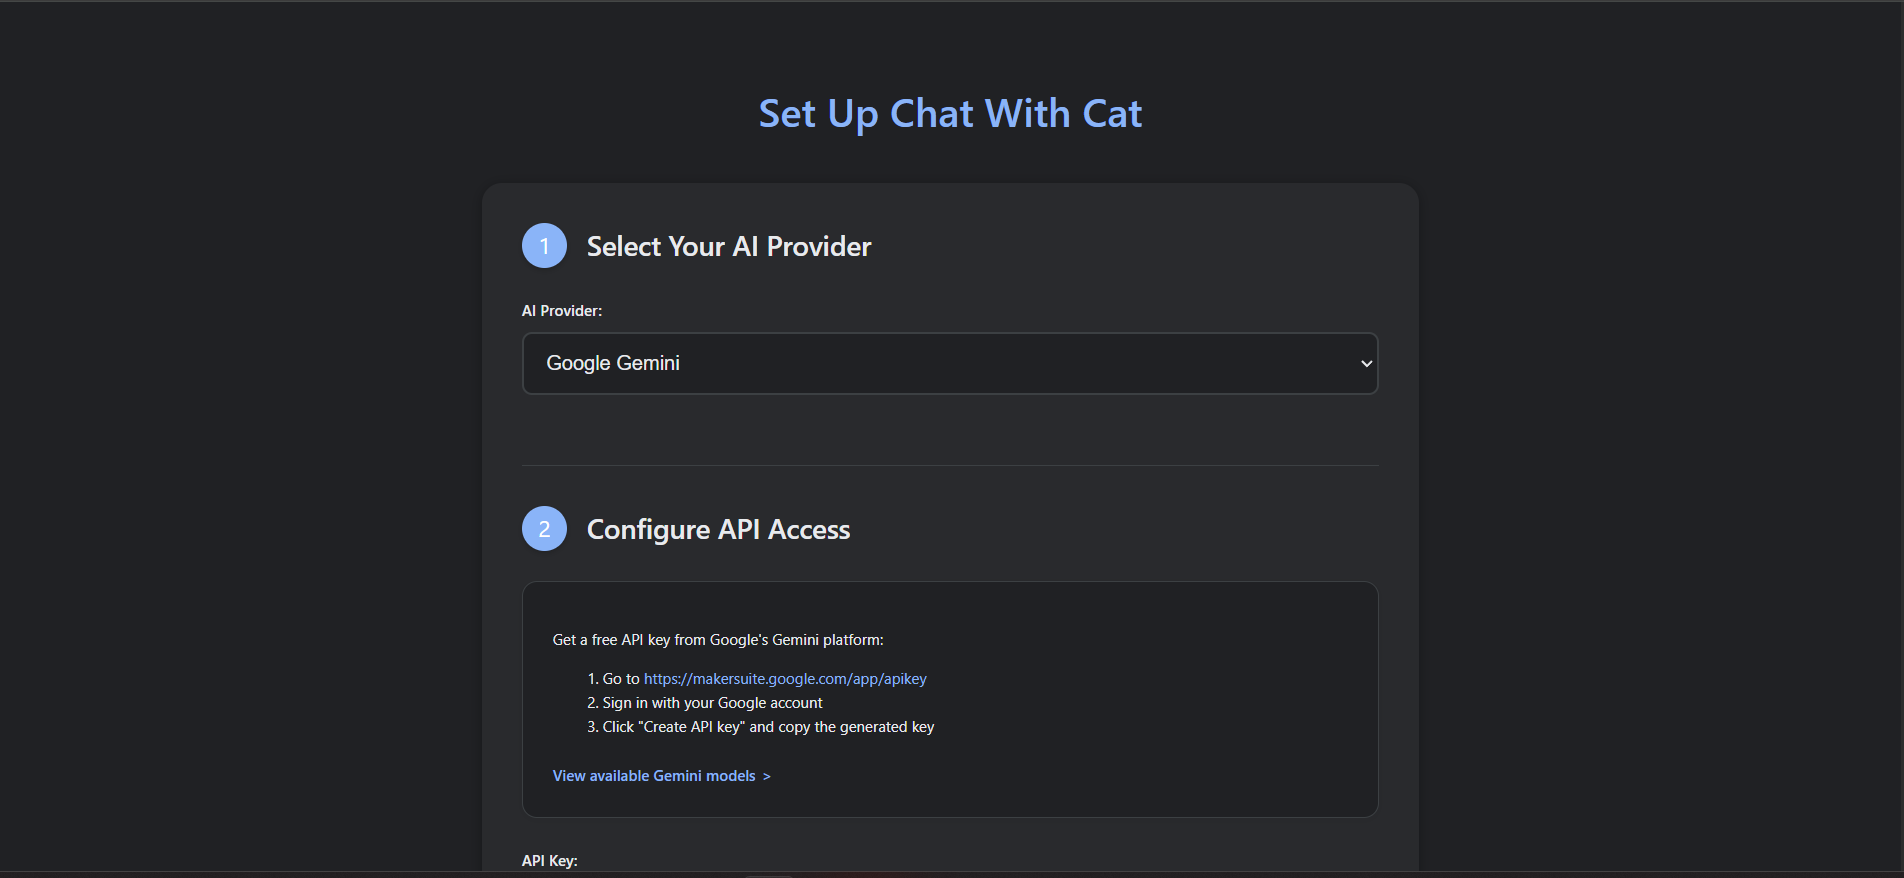 Set Up Chat With Cat
1
Select Your AI Provider
AI Provider:
Google Gemini
2
Configure API Access
Get a free API key from Google's Gemini platform:
1. Go to https://makersuite.google.com/app/apikey
2. Sign in with your Google account
3. Click "Create API key" and copy the generated key
View available Gemini models >
API Key: